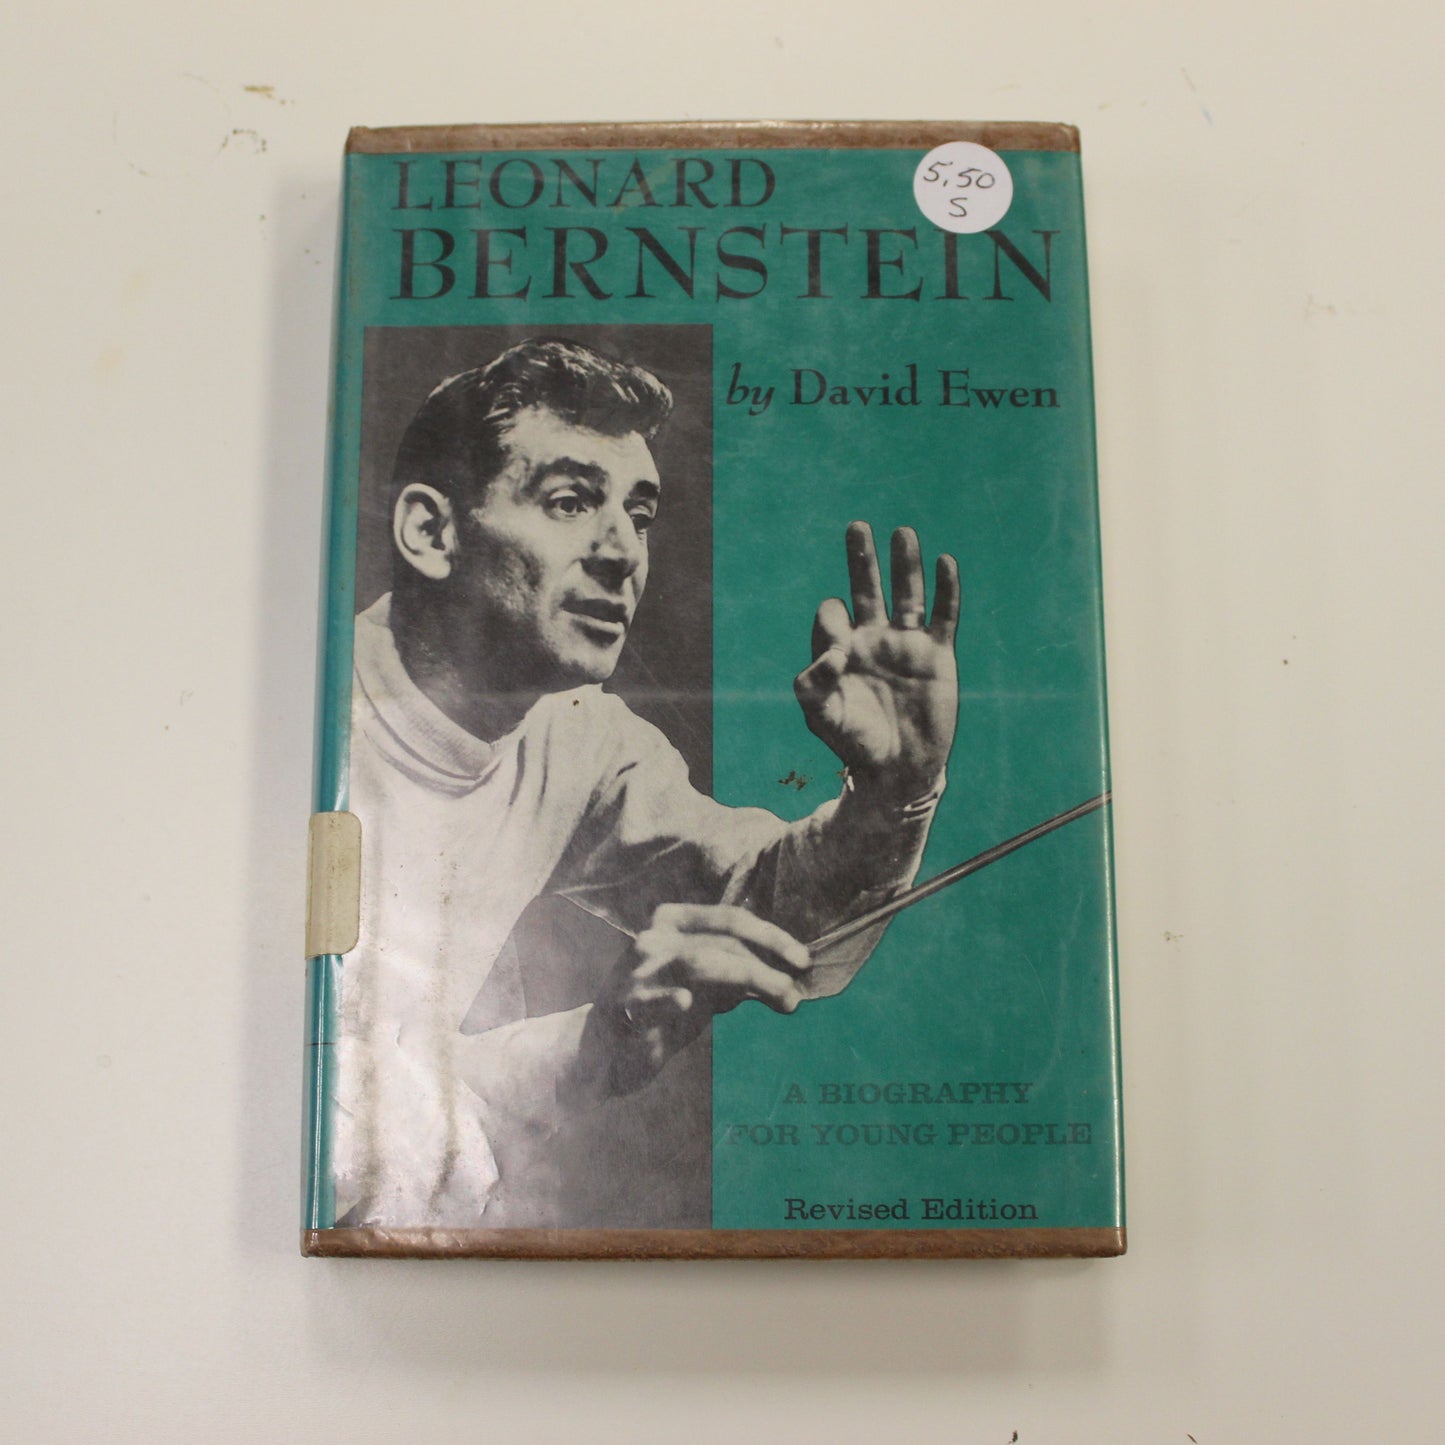 LEONARD
BERNSTEIN
5.50
S
by David Ewen
A BIOGRAPHY
FOR YOUNG PEOPLE
Revised Edition